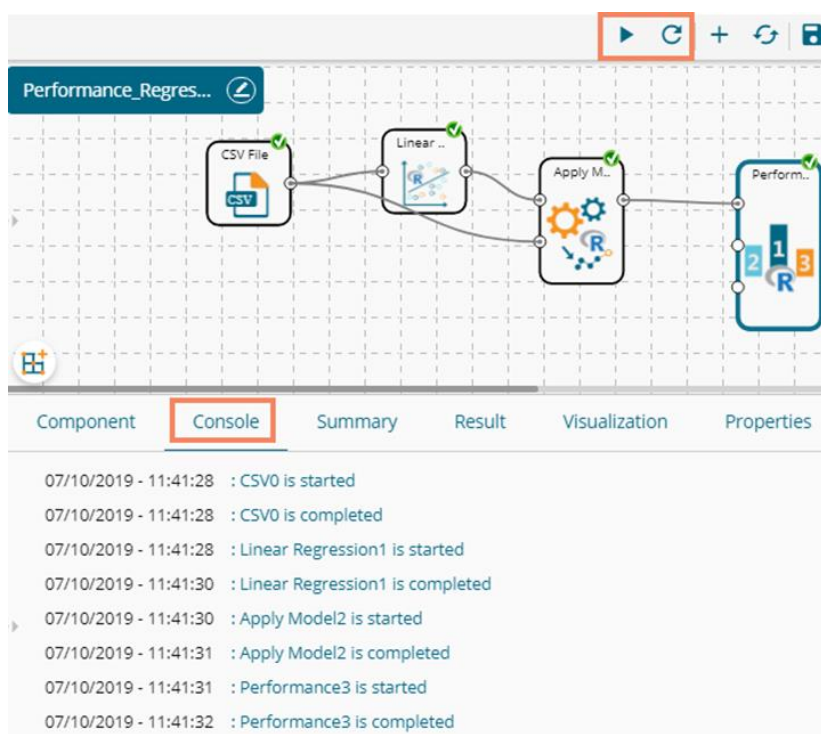 Performance_Regres...
CSV File
CSV
Linear ..
R
Apply M..
R
Perform..
2 1 3
R
Component Console Summary Result Visualization Properties
07/10/2019 - 11:41:28 : CSV0 is started
07/10/2019 - 11:41:28 : CSV0 is completed
07/10/2019 - 11:41:28 : Linear Regression1 is started
07/10/2019 - 11:41:30 : Linear Regression1 is completed
07/10/2019 - 11:41:30 : Apply Model2 is started
07/10/2019 - 11:41:31 : Apply Model2 is completed
07/10/2019 - 11:41:31 : Performance3 is started
07/10/2019 - 11:41:32 : Performance3 is completed